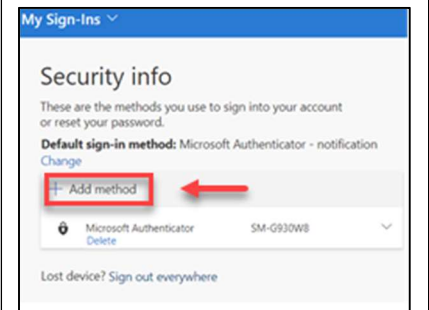 My Sign-Ins
Security info
These are the methods you use to sign into your account
or reset your password.
Default sign-in method: Microsoft Authenticator - notification
Change
+ Add method
Microsoft Authenticator SM-G930W8
Delete
Lost device? Sign out everywhere